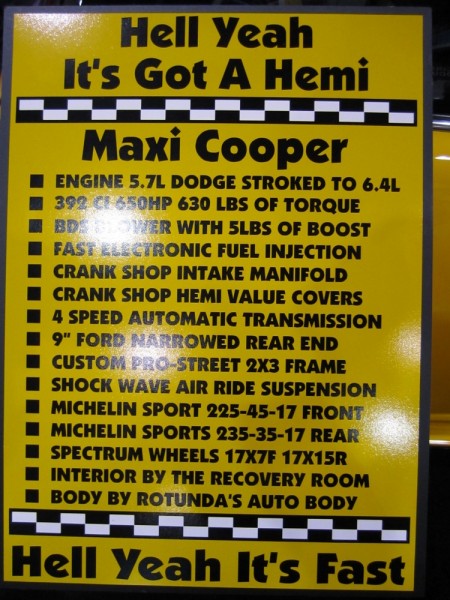 Hell Yeah
It's Got A Hemi
Maxi Cooper
ENGINE 5.7L DODGE STROKED TO 6.4L
392 CI 650HP 630 LBS OF TORQUE
BDS BLOWER WITH 5LBS OF BOOST
FAST ELECTRONIC FUEL INJECTION
CRANK SHOP INTAKE MANIFOLD
CRANK SHOP HEMI VALUE COVERS
4 SPEED AUTOMATIC TRANSMISSION
9" FORD NARROWED REAR END
CUSTOM PRO-STREET 2X3 FRAME
SHOCK WAVE AIR RIDE SUSPENSION
MICHELIN SPORT 225-45-17 FRONT
MICHELIN SPORTS 235-35-17 REAR
SPECTRUM WHEELS 17X7F 17X15R
INTERIOR BY THE RECOVERY ROOM
BODY BY ROTUNDA'S AUTO BODY
Hell Yeah It's Fast